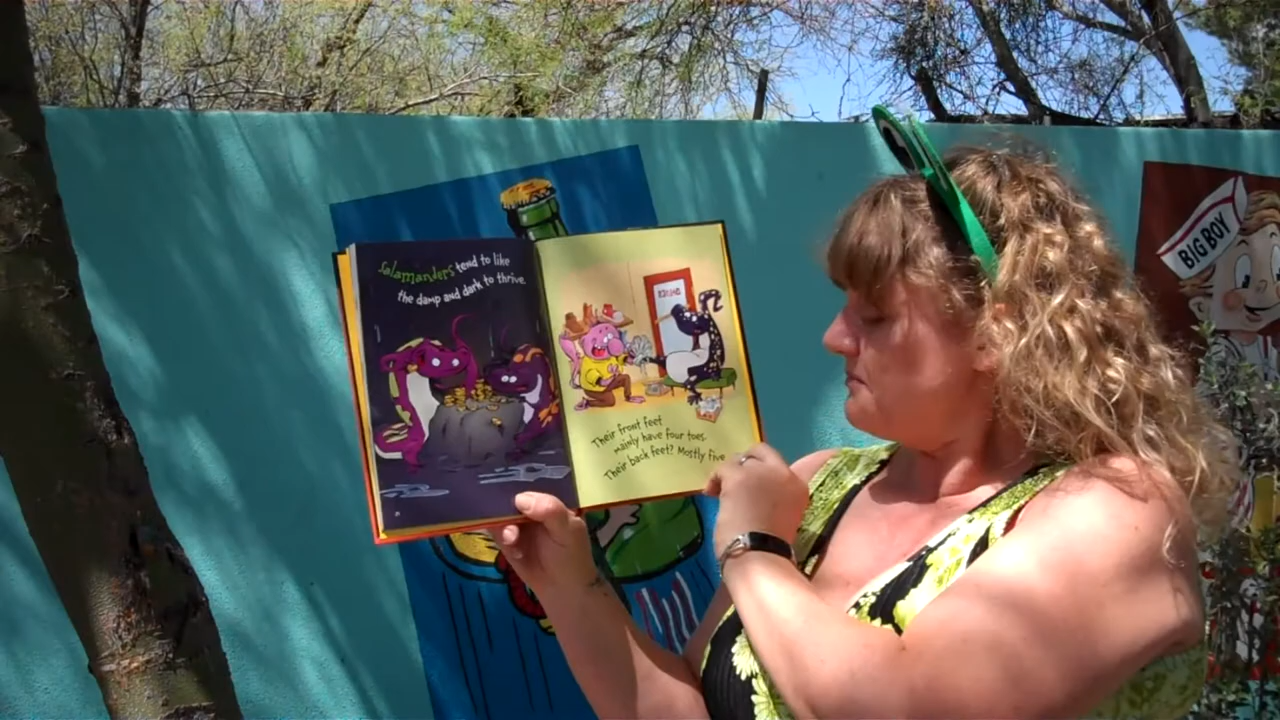 Salamanders tend to like
the damp and dark to thrive.
Their front feet
mainly have four toes.
Their back feet? Mostly five
BIG BOY